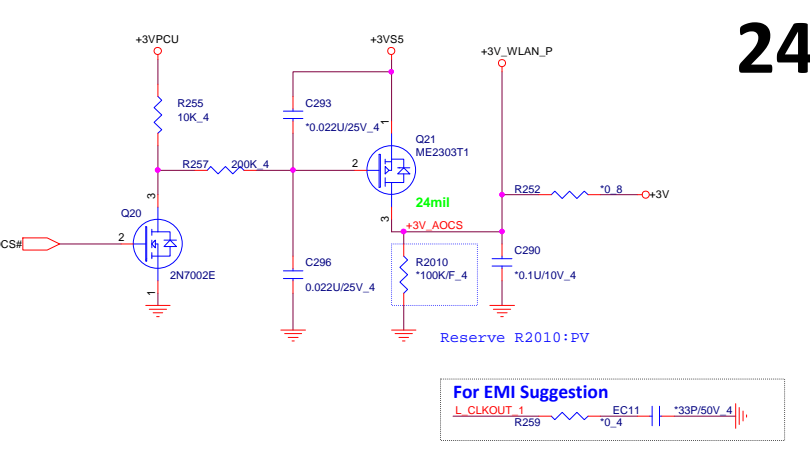 24
+3VPCU
+3VS5
+3V_WLAN_P
R255
10K_4
C293
*0.022U/25V_4
1
Q21
ME2303T1
R257
200K_4
2
3
24mil
+3V_AOCS
R252
*0_8
+3V
Q20
3
CS#
2
2N7002E
1
C296
0.022U/25V_4
R2010
*100K/F_4
C290
*0.1U/10V_4
Reserve R2010:PV
For EMI Suggestion
L_CLKOUT_1
R259
*0_4
EC11
*33P/50V_4